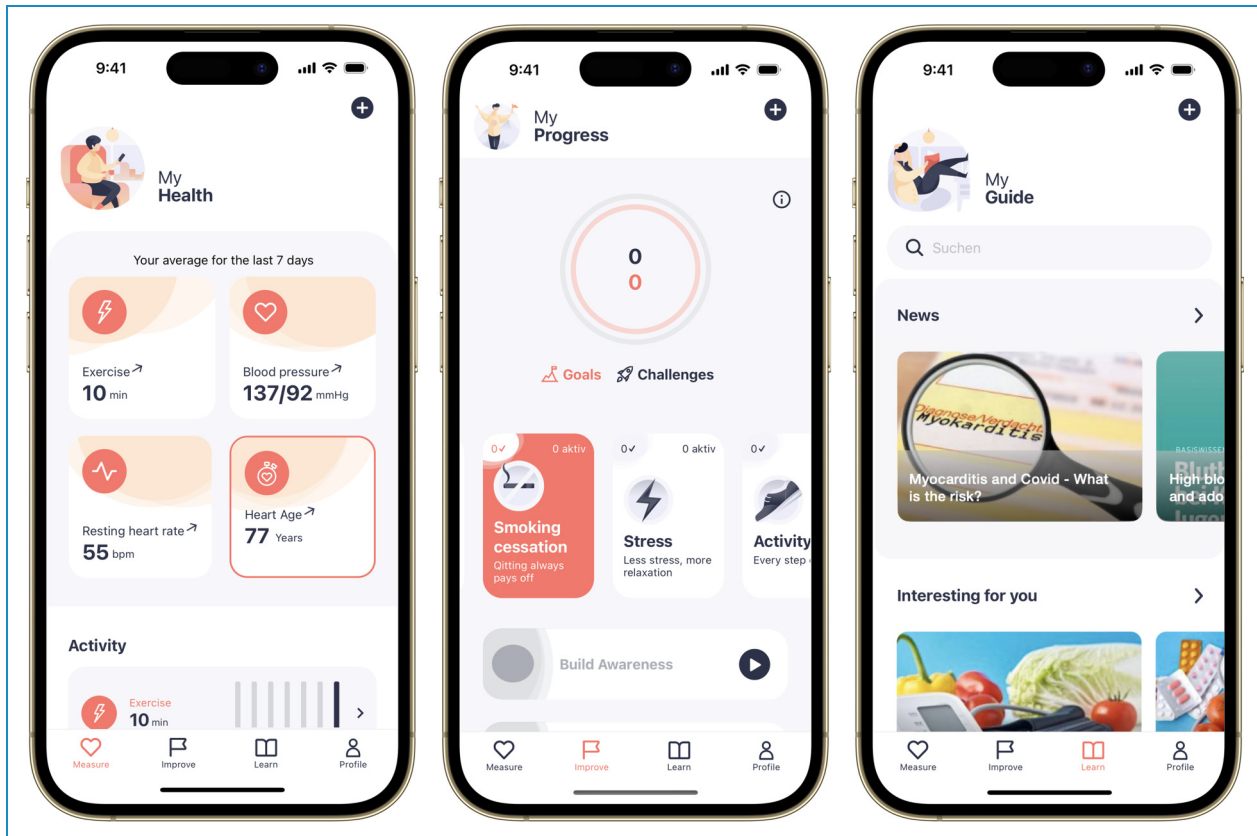 9:41
My
Health
Your average for the last 7 days
Exercise
10 min
Blood pressure
137/92 mmHg
Resting heart rate
55 bpm
Heart Age
77 Years
Activity
Exercise
10 min
Measure
Improve
Learn
Profile
9:41
My
Progress
0
0
Goals
Challenges
0
0 aktiv
Smoking
cessation
Qitting always
pays off
0
0 aktiv
Stress
Less stress, more
relaxation
0
Activity
Every step
Build Awareness
Measure
Improve
Learn
Profile
9:41
My
Guide
Suchen
News
Diagnose/Verdacht
Myokarditis
Myocarditis and Covid - What
is the risk?
BASISWISSEN
High blo
and ado
Interesting for you
Measure
Improve
Learn
Profile